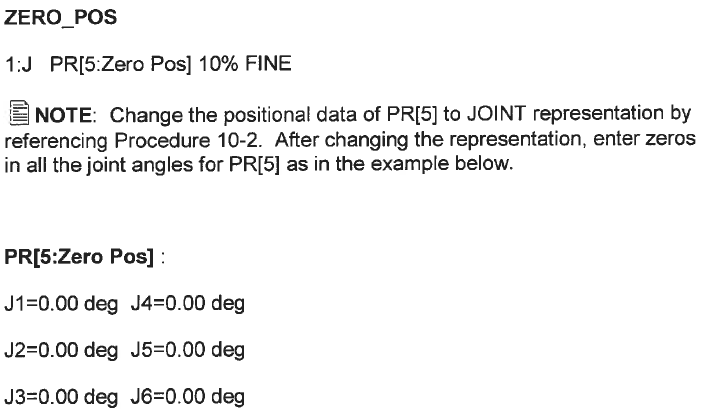 ZERO_POS
1:J PR[5:Zero Pos] 10% FINE
NOTE: Change the positional data of PR[5] to JOINT representation by
referencing Procedure 10-2. After changing the representation, enter zeros
in all the joint angles for PR[5] as in the example below.
PR[5:Zero Pos] :
J1=0.00 deg J4=0.00 deg
J2=0.00 deg J5=0.00 deg
J3=0.00 deg J6=0.00 deg